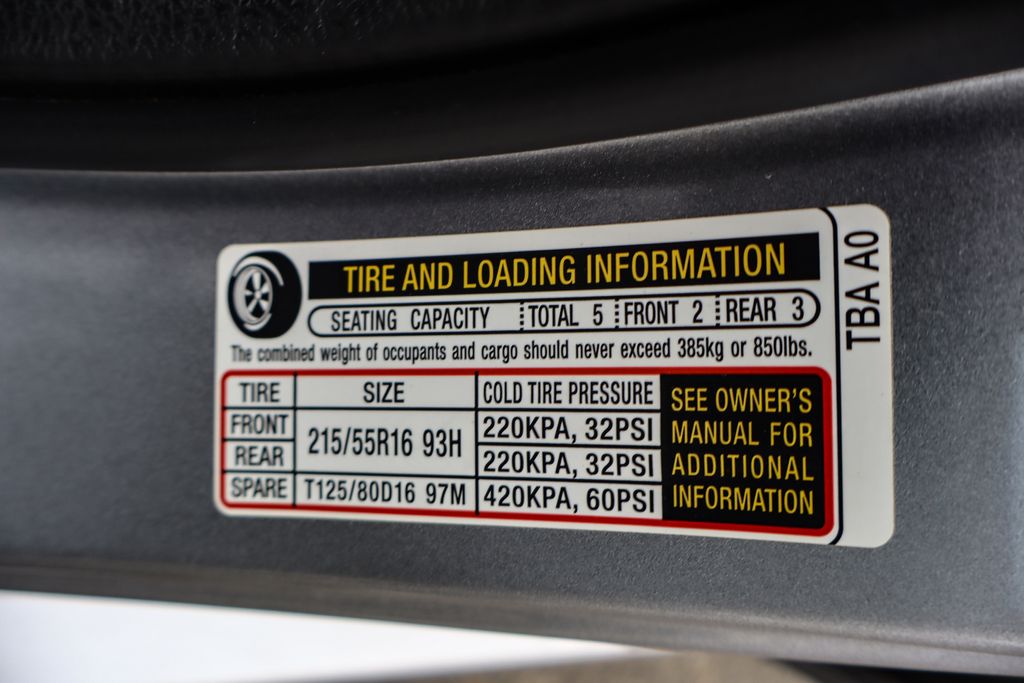 TIRE AND LOADING INFORMATION
SEATING CAPACITY TOTAL 5 FRONT 2 REAR 3
The combined weight of occupants and cargo should never exceed 385kg or 850lbs.
TIRE SIZE COLD TIRE PRESSURE
FRONT 215/55R16 93H 220KPA, 32PSI
REAR 220KPA, 32PSI
SPARE T125/80D16 97M 420KPA, 60PSI
SEE OWNER'S
MANUAL FOR
ADDITIONAL
INFORMATION
TBA A0